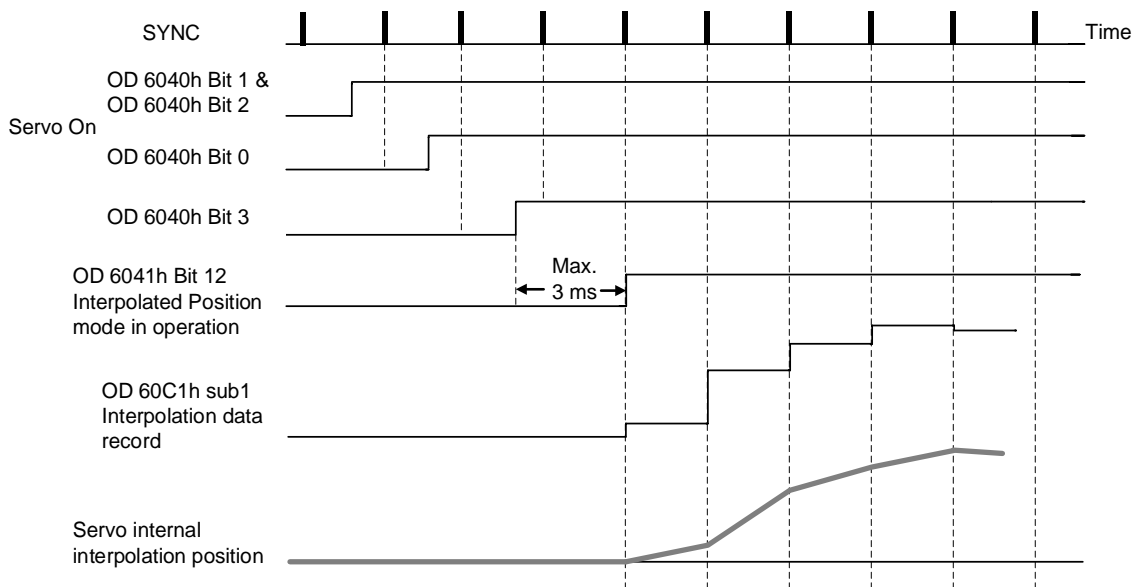 SYNC
Time
OD 6040h Bit 1 &
OD 6040h Bit 2
Servo On
OD 6040h Bit 0
OD 6040h Bit 3
OD 6041h Bit 12
Interpolated Position
mode in operation
Max.
3 ms
OD 60C1h sub1
Interpolation data
record
Servo internal
interpolation position